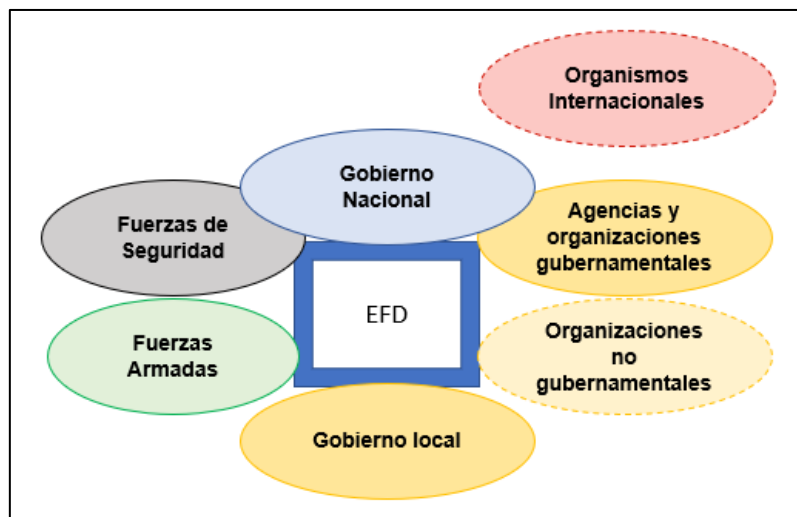 Organismos
Internacionales
Gobierno
Nacional
Fuerzas de
Seguridad
Agencias y
organizaciones
gubernamentales
EFD
Fuerzas
Armadas
Organizaciones
no
gubernamentales
Gobierno local